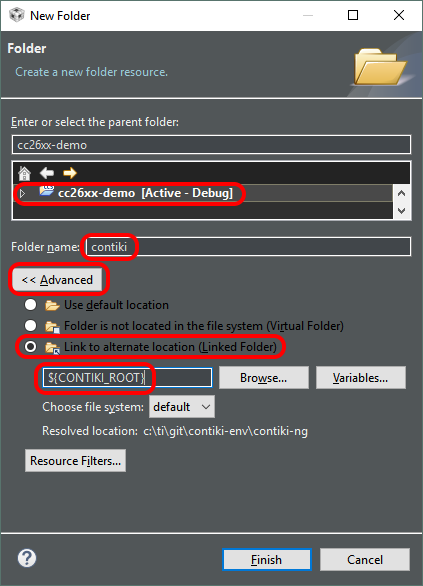 New Folder
Folder
Create a new folder resource.
Enter or select the parent folder:
cc26xx-demo
cc26xx-demo [Active - Debug]
Folder name: contiki
<< Advanced
Use default location
Folder is not located in the file system (Virtual Folder)
Link to alternate location (Linked Folder)
${CONTIKI_ROOT} Browse... Variables...
Choose file system: default
Resolved location: c:\ti\git\contiki-env\contiki-ng
Resource Filters...
? Finish Cancel